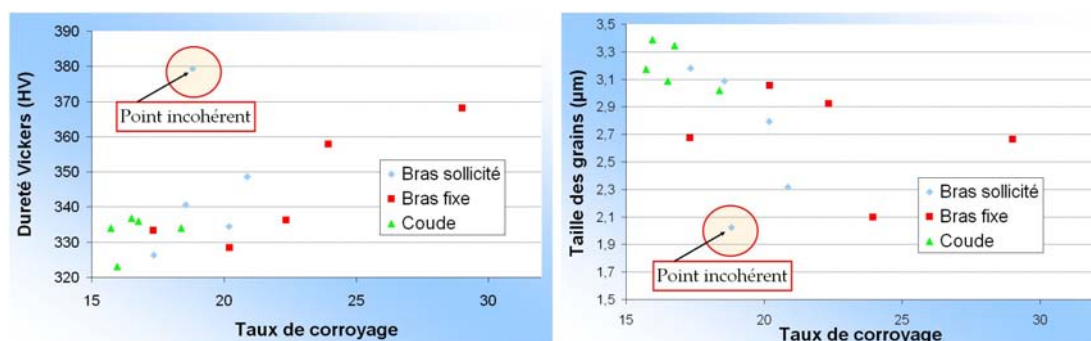 Dureté Vickers (HV)
390
380
370
360
350
340
330
320
Point incohérent
Bras sollicité
Bras fixe
Coude
15
20
25
30
Taux de corroyage
Taille des grains (µm)
3,5
3,3
3,1
2,9
2,7
2,5
2,3
2,1
1,9
1,7
1,5
Bras sollicité
Bras fixe
Coude
Point incohérent
15
20
25
30
Taux de corroyage